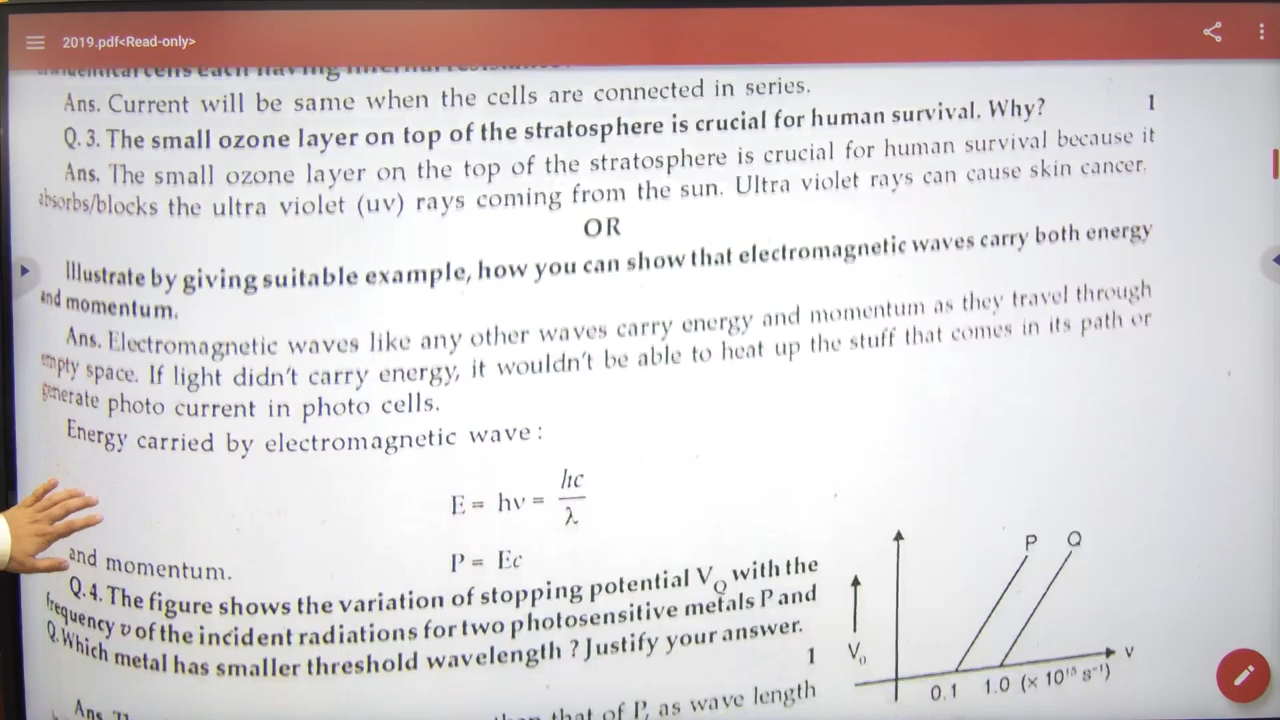 2019.pdf<Read-only>
Ans. Current will be same when the cells are connected in series.
Q. 3. The small ozone layer on top of the stratosphere is crucial for human survival. Why? 1
Ans. The small ozone layer on the top of the stratosphere is crucial for human survival because it
absorbs/blocks the ultra violet (uv) rays coming from the sun. Ultra violet rays can cause skin cancer.
OR
Illustrate by giving suitable example, how you can show that electromagnetic waves carry both energy
and momentum.
Ans. Electromagnetic waves like any other waves carry energy and momentum as they travel through
empty space. If light didn't carry energy, it wouldn't be able to heat up the stuff that comes in its path or
generate photo current in photo cells.
Energy carried by electromagnetic wave :
E = hν = hc/λ
and momentum. P = Ec
Q. 4. The figure shows the variation of stopping potential V_O with the
frequency υ of the incident radiations for two photosensitive metals P and
Q. Which metal has smaller threshold wavelength ? Justify your answer. 1
P Q
V₀
ν
0.1 1.0 (× 10¹⁵ s⁻¹)
Ans. than that of P, as wave length